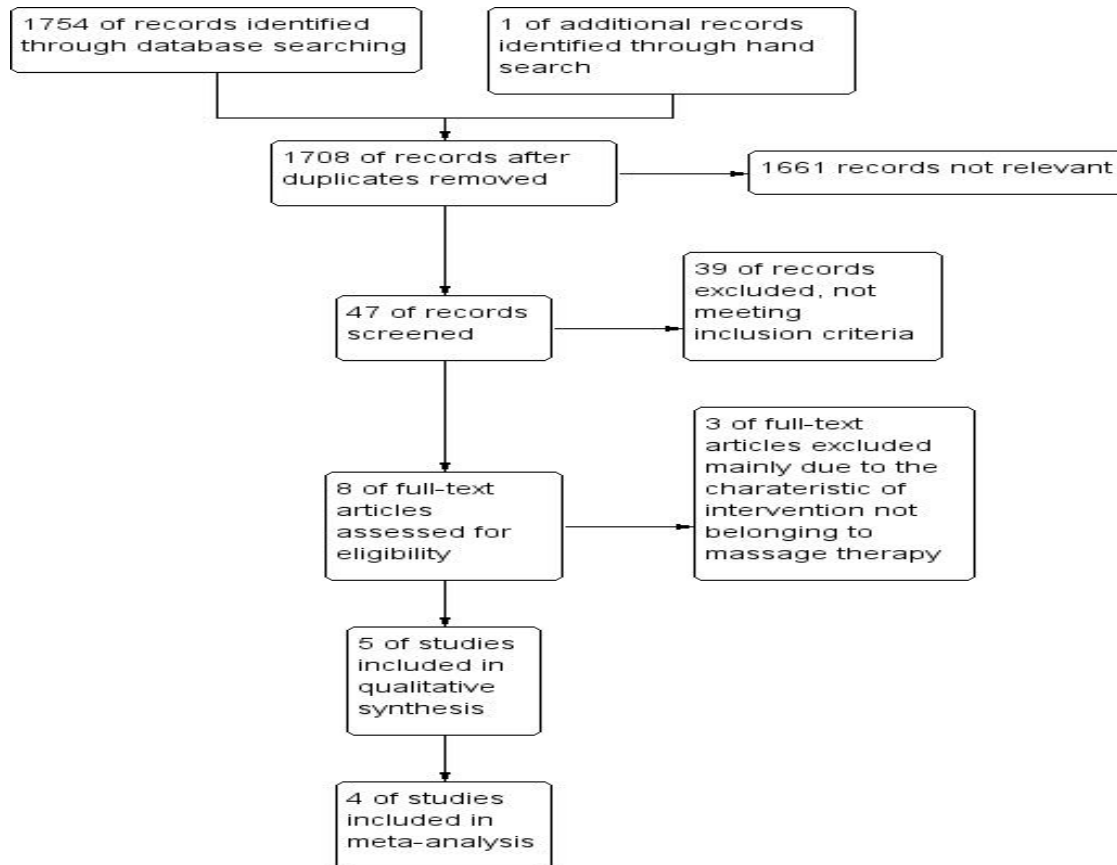 1754 of records identified
through database searching
1 of additional records
identified through hand
search
1708 of records after
duplicates removed
1661 records not relevant
47 of records
screened
39 of records
excluded, not
meeting
inclusion criteria
8 of full-text
articles
assessed for
eligibility
3 of full-text
articles excluded
mainly due to the
charateristic of
intervention not
belonging to
massage therapy
5 of studies
included in
qualitative
synthesis
4 of studies
included in
meta-analysis